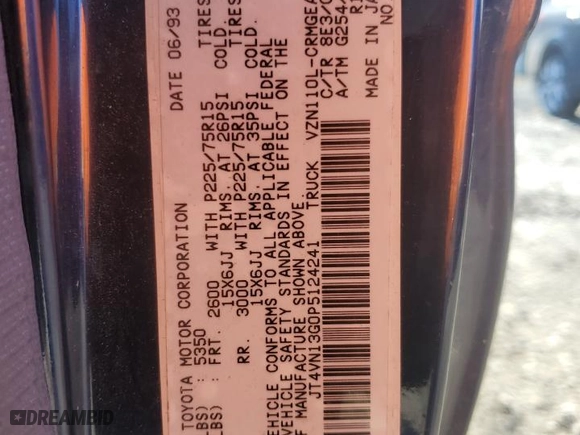 TOYOTA MOTOR CORPORATION DATE 06/93
LBS) : 5350
LBS) : FRT. 2600 WITH P225/75R15 TIRES
15X6JJ RIMS. AT 26PSI COLD.
RR. 3000 WITH P225/75R15 TIRES
15X6JJ RIMS. AT 35PSI COLD.
VEHICLE CONFORMS TO ALL APPLICABLE FEDERAL
VEHICLE SAFETY STANDARDS IN EFFECT ON THE
F MANUFACTURE SHOWN ABOVE.
JT4VN13G0P5124241 TRUCK VZN110L-CRMGEA
C/TR 8E3/
A/TM G254/
MADE IN JA
NO.
DREAMBID